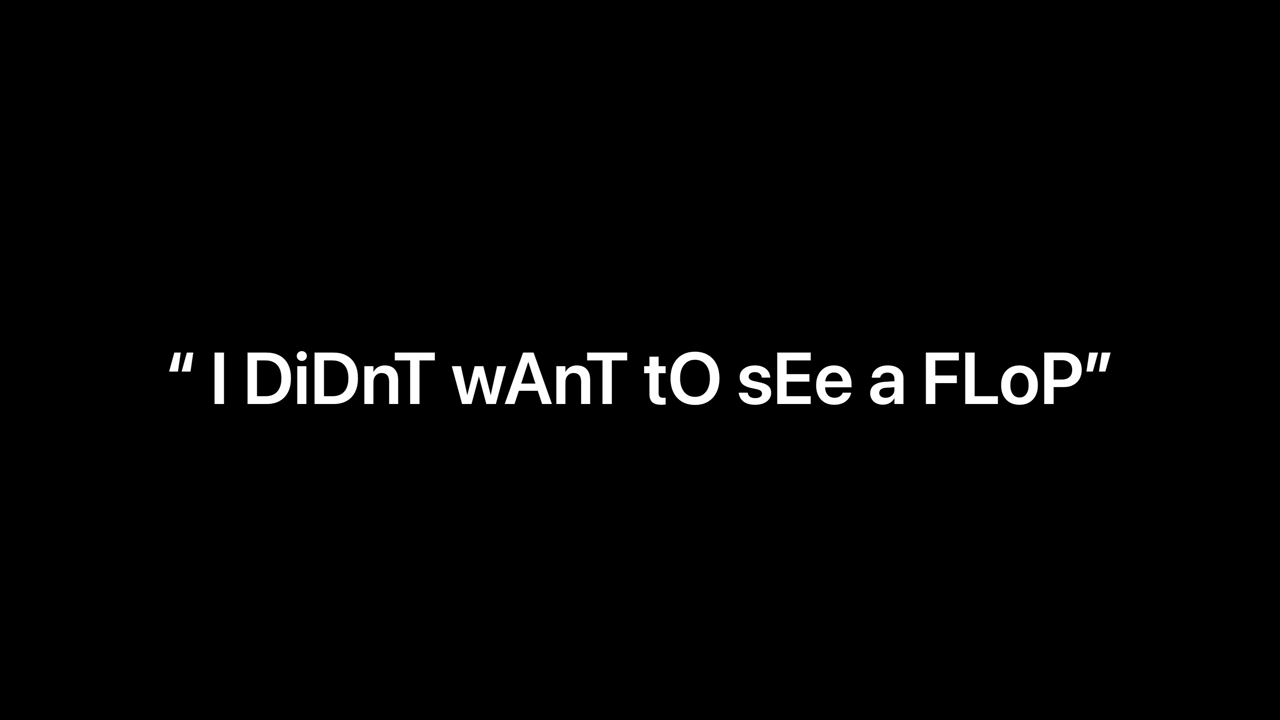 “ I DiDnT wAnT tO sEe a FLoP”